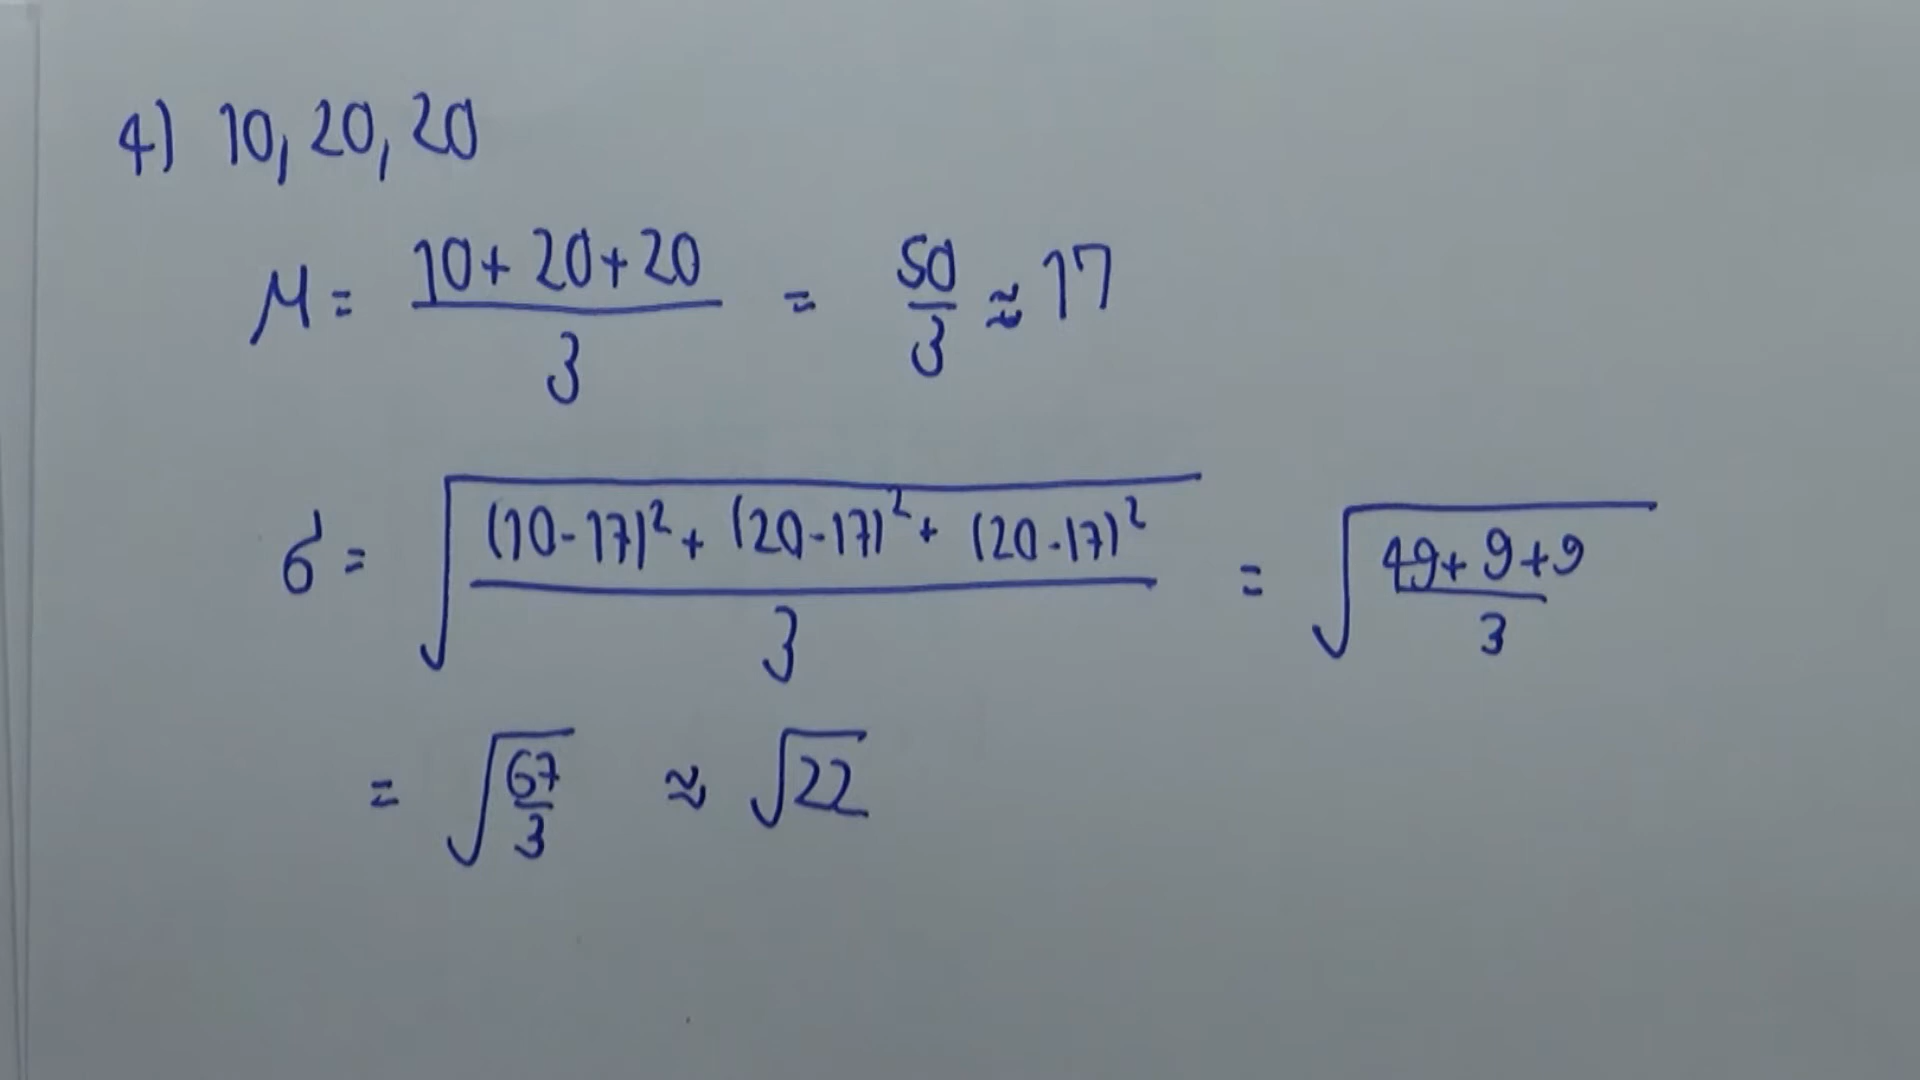 4) 10, 20, 20
μ = (10 + 20 + 20)/3 = 50/3 ≈ 17
σ = √(((10 - 17)² + (20 - 17)² + (20 - 17)²)/3) = √((49 + 9 + 9)/3)
= √(67/3) ≈ √22